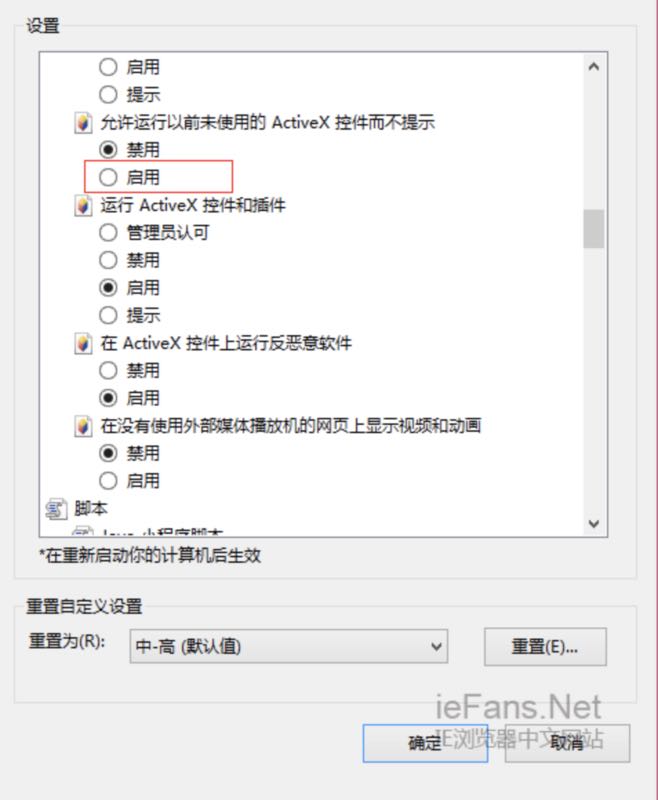 设置
启用
提示
允许运行以前未使用的 ActiveX 控件而不提示
禁用
启用
运行 ActiveX 控件和插件
管理员认可
禁用
启用
提示
在 ActiveX 控件上运行反恶意软件
禁用
启用
在没有使用外部媒体播放机的网页上显示视频和动画
禁用
启用
脚本
Java 小程序脚本
*在重新启动你的计算机后生效
重置自定义设置
重置为(R):
中-高 (默认值)
重置(E)...
ieFans.Net
IE浏览器中文网站
确定
取消